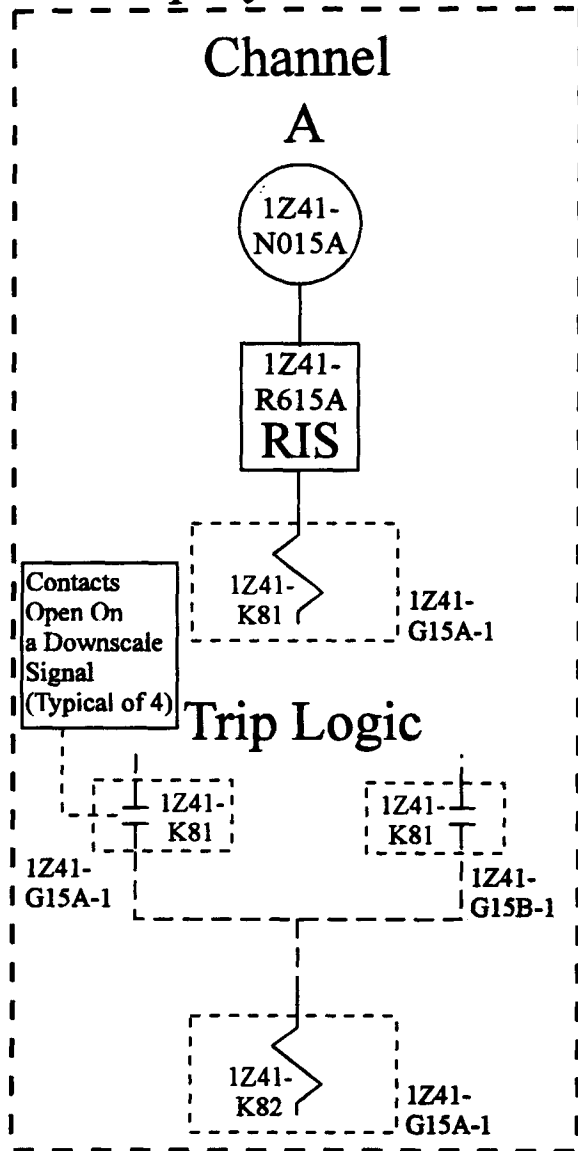 Channel
A
1Z41-
N015A
1Z41-
R615A
RIS
1Z41-
K81
1Z41-
G15A-1
Contacts
Open On
a Downscale
Signal
(Typical of 4)
Trip Logic
1Z41-
K81
1Z41-
G15A-1
1Z41-
K81
1Z41-
G15B-1
1Z41-
K82
1Z41-
G15A-1